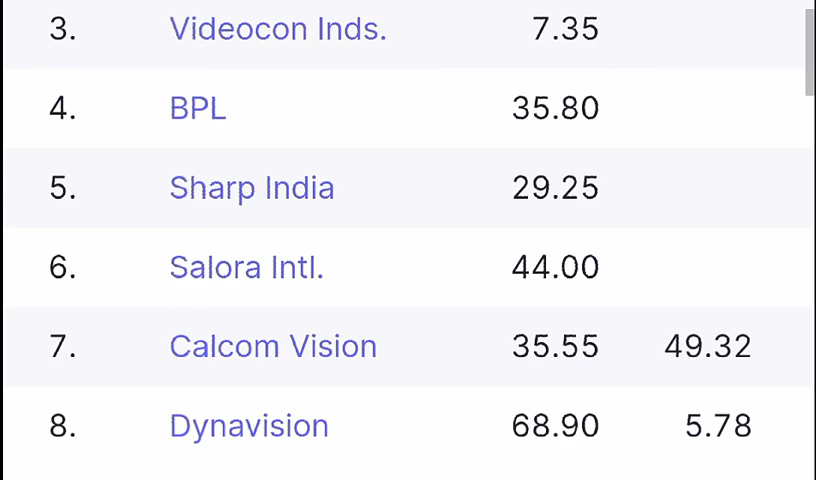 3. Videocon Inds. 7.35
4. BPL 35.80
5. Sharp India 29.25
6. Salora Intl. 44.00
7. Calcom Vision 35.55 49.32
8. Dynavision 68.90 5.78